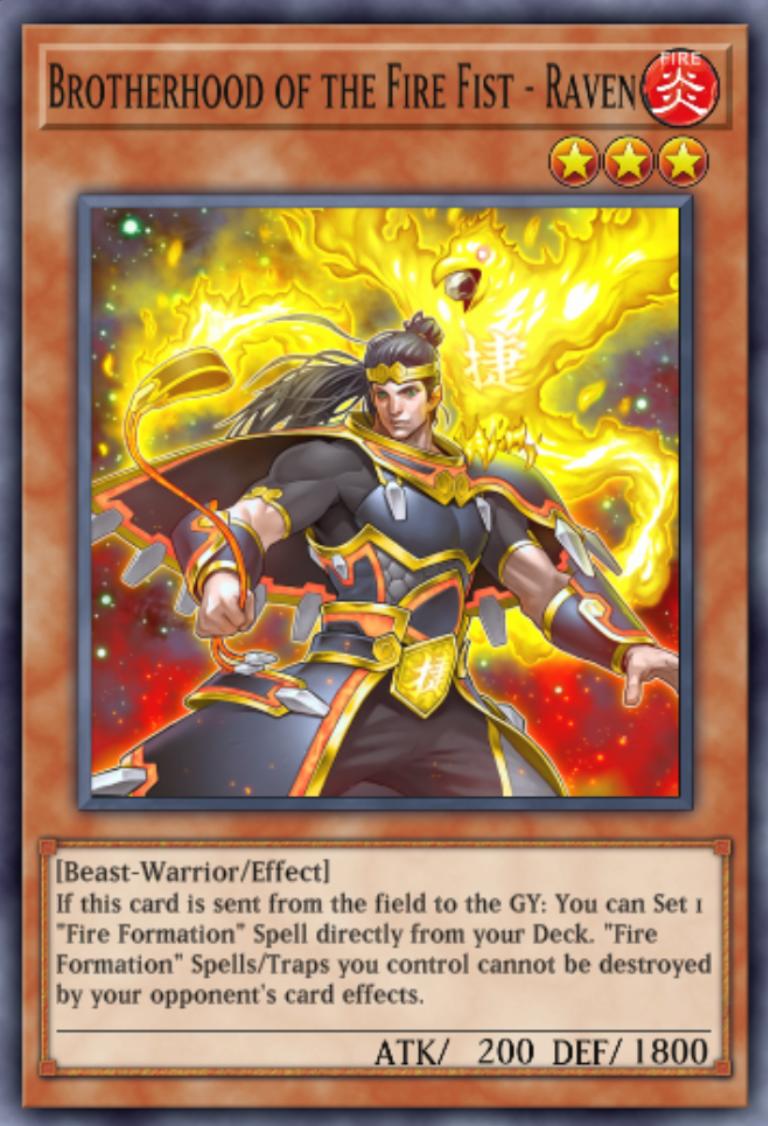 Brotherhood of the Fire Fist - Raven
FIRE
炎
捷
捷
[Beast-Warrior/Effect]
If this card is sent from the field to the GY: You can Set 1
"Fire Formation" Spell directly from your Deck. "Fire
Formation" Spells/Traps you control cannot be destroyed
by your opponent's card effects.
ATK/ 200 DEF/ 1800